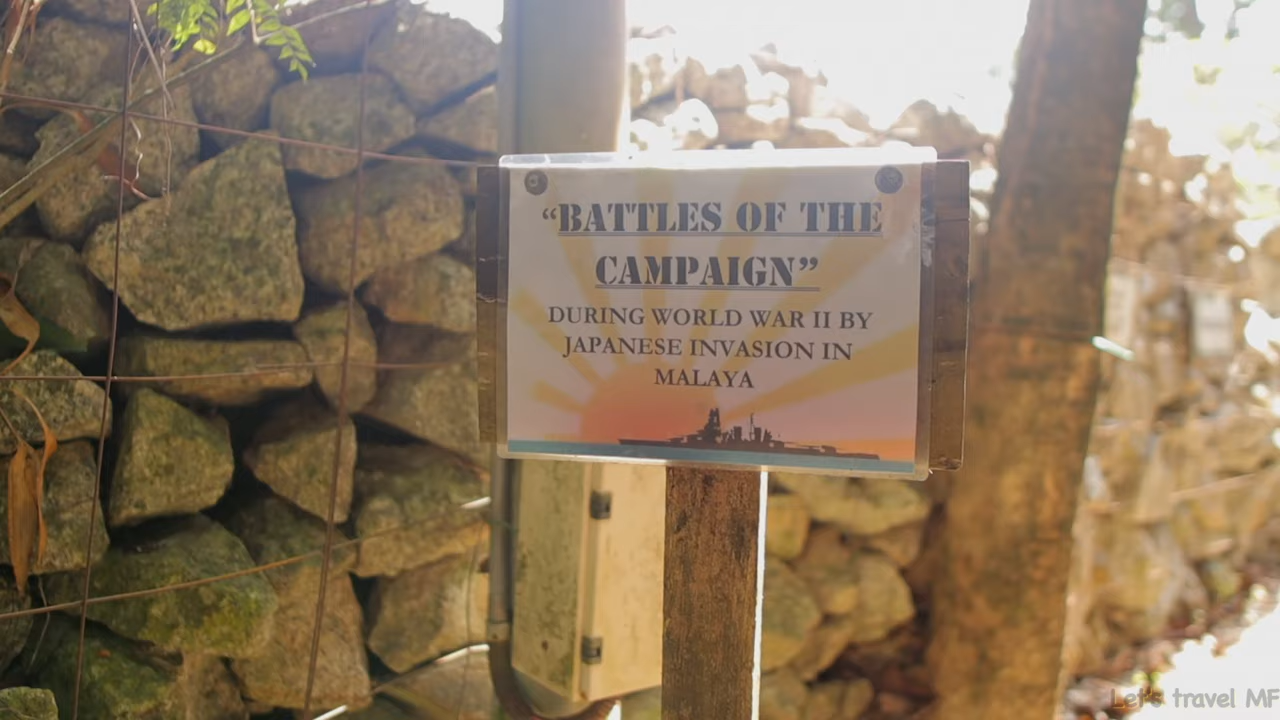 “BATTLES OF THE
CAMPAIGN”
DURING WORLD WAR II BY
JAPANESE INVASION IN
MALAYA
Let's travel MF